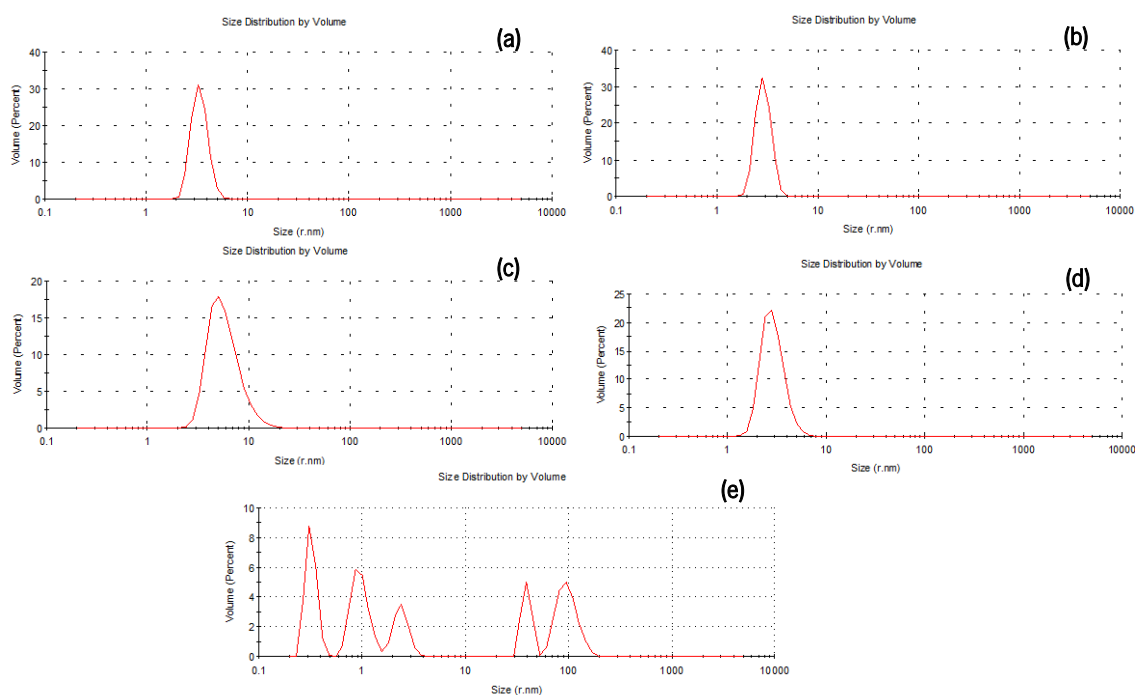 Size Distribution by Volume
(a)
40
30
20
10
0
Volume (Percent)
0.1 1 10 100 1000 10000
Size (r.nm)
Size Distribution by Volume
(b)
40
30
20
10
0
Volume (Percent)
0.1 1 10 100 1000 10000
Size (r.nm)
Size Distribution by Volume
(c)
20
15
10
5
0
Volume (Percent)
0.1 1 10 100 1000 10000
Size (r.nm)
Size Distribution by Volume
(d)
25
20
15
10
5
0
Volume (Percent)
0.1 1 10 100 1000 10000
Size (r.nm)
Size Distribution by Volume
(e)
10
8
6
4
2
0
Volume (Percent)
0.1 1 10 100 1000 10000
Size (r.nm)